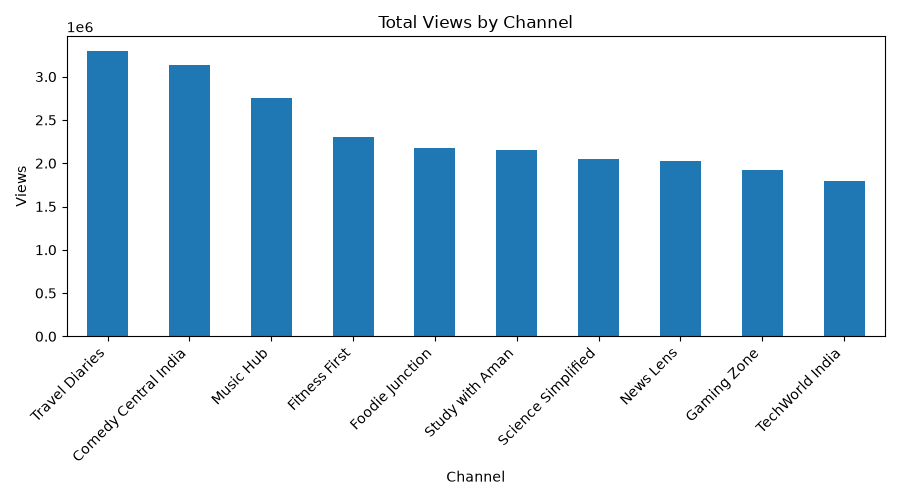 Total Views by Channel
1e6
3.0
2.5
2.0
1.5
1.0
0.5
0.0
Views
Travel Diaries
Comedy Central India
Music Hub
Fitness First
Foodie Junction
Study with Aman
Science Simplified
News Lens
Gaming Zone
TechWorld India
Channel